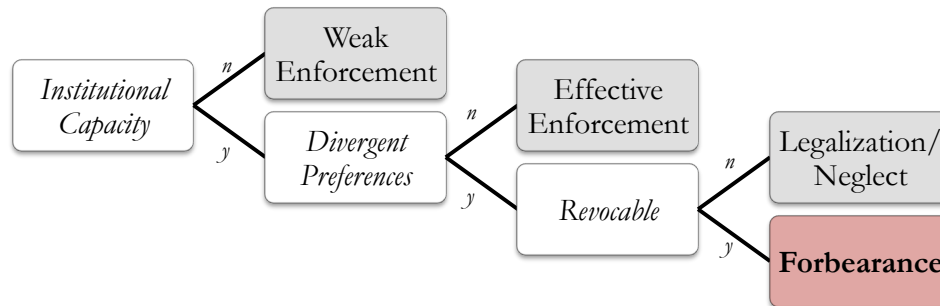 Institutional
Capacity
n
y
Weak
Enforcement
Divergent
Preferences
n
y
Effective
Enforcement
Revocable
n
y
Legalization/
Neglect
Forbearance